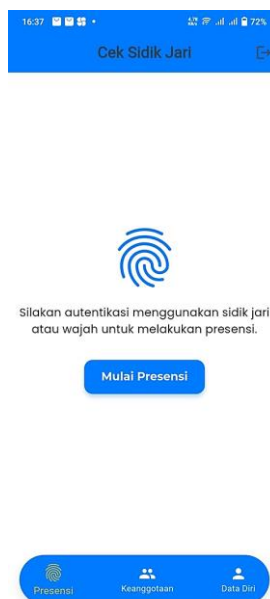 16:37 72%
Cek Sidik Jari
Silakan autentikasi menggunakan sidik jari
atau wajah untuk melakukan presensi.
Mulai Presensi
Presensi Keanggotaan Data Diri